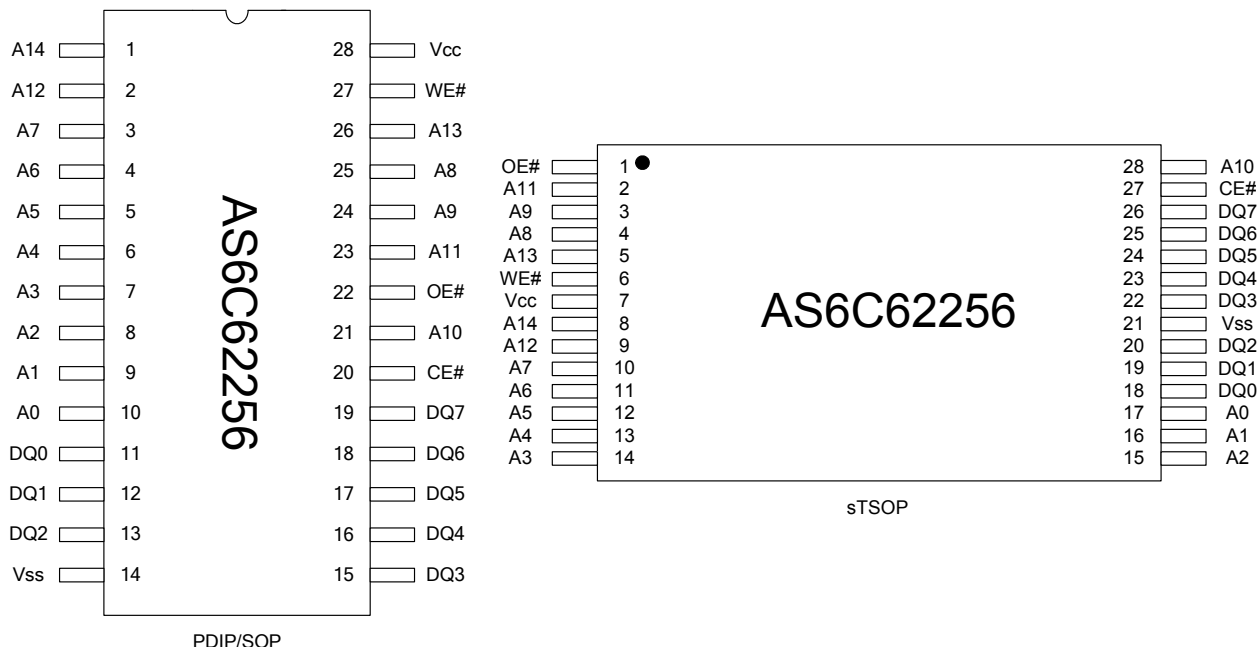 A14 1 28 Vcc
A12 2 27 WE#
A7 3 26 A13
A6 4 25 A8
A5 5 24 A9
A4 6 23 A11
A3 7 22 OE#
A2 8 21 A10
A1 9 20 CE#
A0 10 19 DQ7
DQ0 11 18 DQ6
DQ1 12 17 DQ5
DQ2 13 16 DQ4
Vss 14 15 DQ3
AS6C62256
PDIP/SOP
OE# 1 28 A10
A11 2 27 CE#
A9 3 26 DQ7
A8 4 25 DQ6
A13 5 24 DQ5
WE# 6 23 DQ4
Vcc 7 22 DQ3
A14 8 21 Vss
A12 9 20 DQ2
A7 10 19 DQ1
A6 11 18 DQ0
A5 12 17 A0
A4 13 16 A1
A3 14 15 A2
AS6C62256
sTSOP